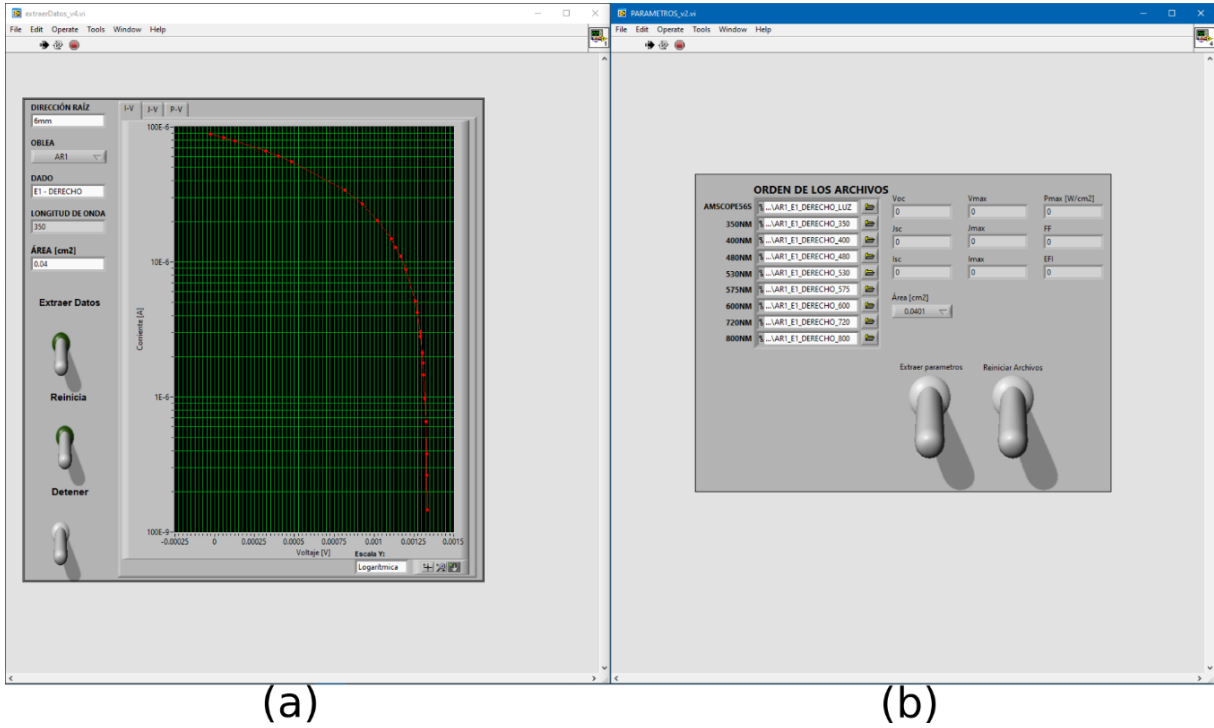 extraerDatos_v4.vi
File Edit Operate Tools Window Help
1
DIRECCIÓN RAÍZ
6mm
OBLEA
AR1
DADO
E1 - DERECHO
LONGITUD DE ONDA
350
ÁREA [cm2]
0.04
Extraer Datos
Reinicia
Detener
I-V J-V P-V
100E-6
10E-6
1E-6
100E-9
Corriente [A]
-0.00025 0 0.00025 0.0005 0.00075 0.001 0.00125 0.0015
Voltaje [V]
Escala Y:
Logarítmica
(a)
PARAMETROS_v2.vi
File Edit Operate Tools Window Help
4
ORDEN DE LOS ARCHIVOS
AMSCOPE56S ...\AR1_E1_DERECHO_LUZ
350NM ...\AR1_E1_DERECHO_350
400NM ...\AR1_E1_DERECHO_400
480NM ...\AR1_E1_DERECHO_480
530NM ...\AR1_E1_DERECHO_530
575NM ...\AR1_E1_DERECHO_575
600NM ...\AR1_E1_DERECHO_600
720NM ...\AR1_E1_DERECHO_720
800NM ...\AR1_E1_DERECHO_800
Voc Vmax Pmax [W/cm2]
0 0 0
Jsc Jmax FF
0 0 0
Isc Imax EFI
0 0 0
Área [cm2]
0.0401
Extraer parametros Reiniciar Archivos
(b)